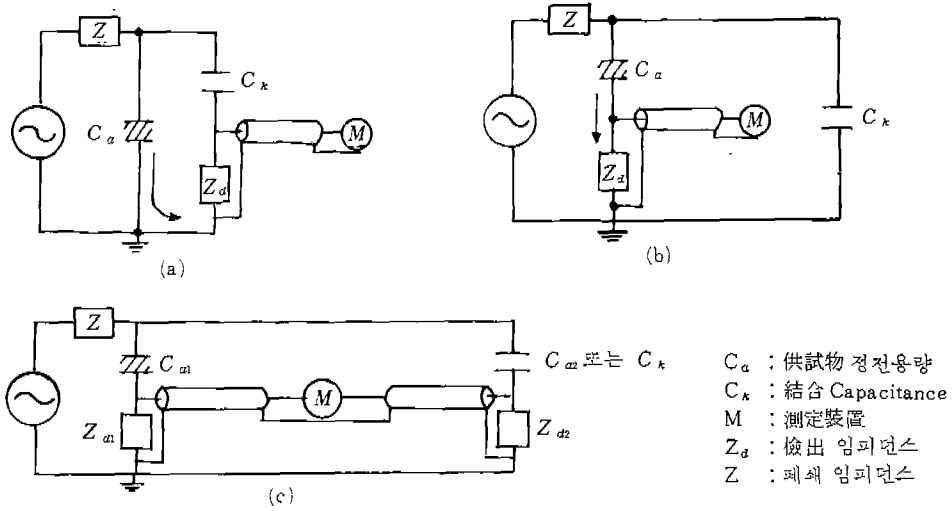 Z
C_k
C_a
M
Z_d
(a)
Z
C_a
M
C_k
Z_d
(b)
Z
C_a1
C_a2 또는 C_k
M
Z_d1
Z_d2
(c)
C_a : 供試物 정전용량
C_k : 結合 Capacitance
M : 測定裝置
Z_d : 儉出 임피던스
Z : 폐쇄 임피던스